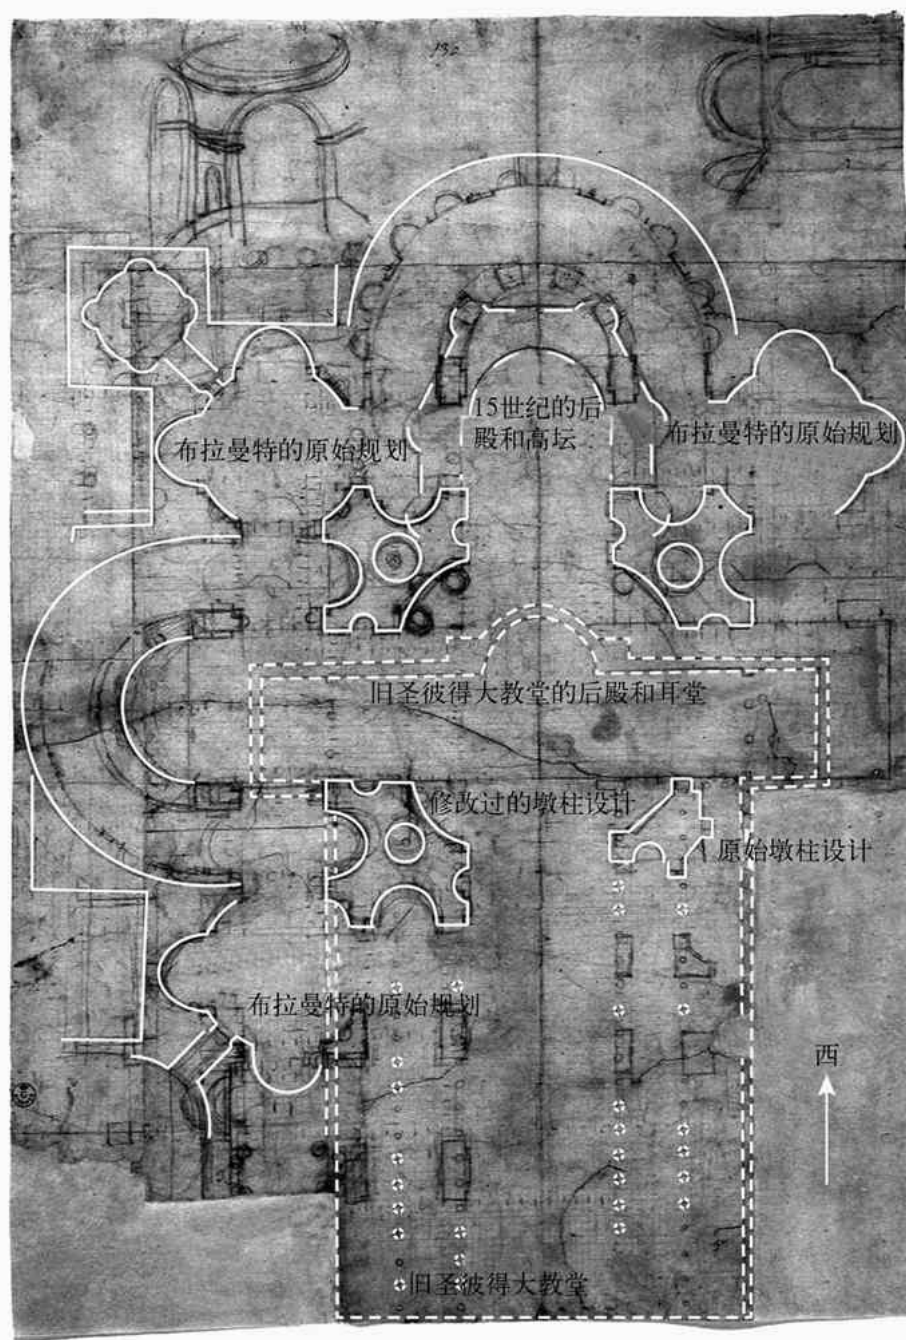 130
15世纪的后
殿和高坛
布拉曼特的原始规划
布拉曼特的原始规划
旧圣彼得大教堂的后殿和耳堂
修改过的墩柱设计
原始墩柱设计
布拉曼特的原始规划
西
旧圣彼得大教堂